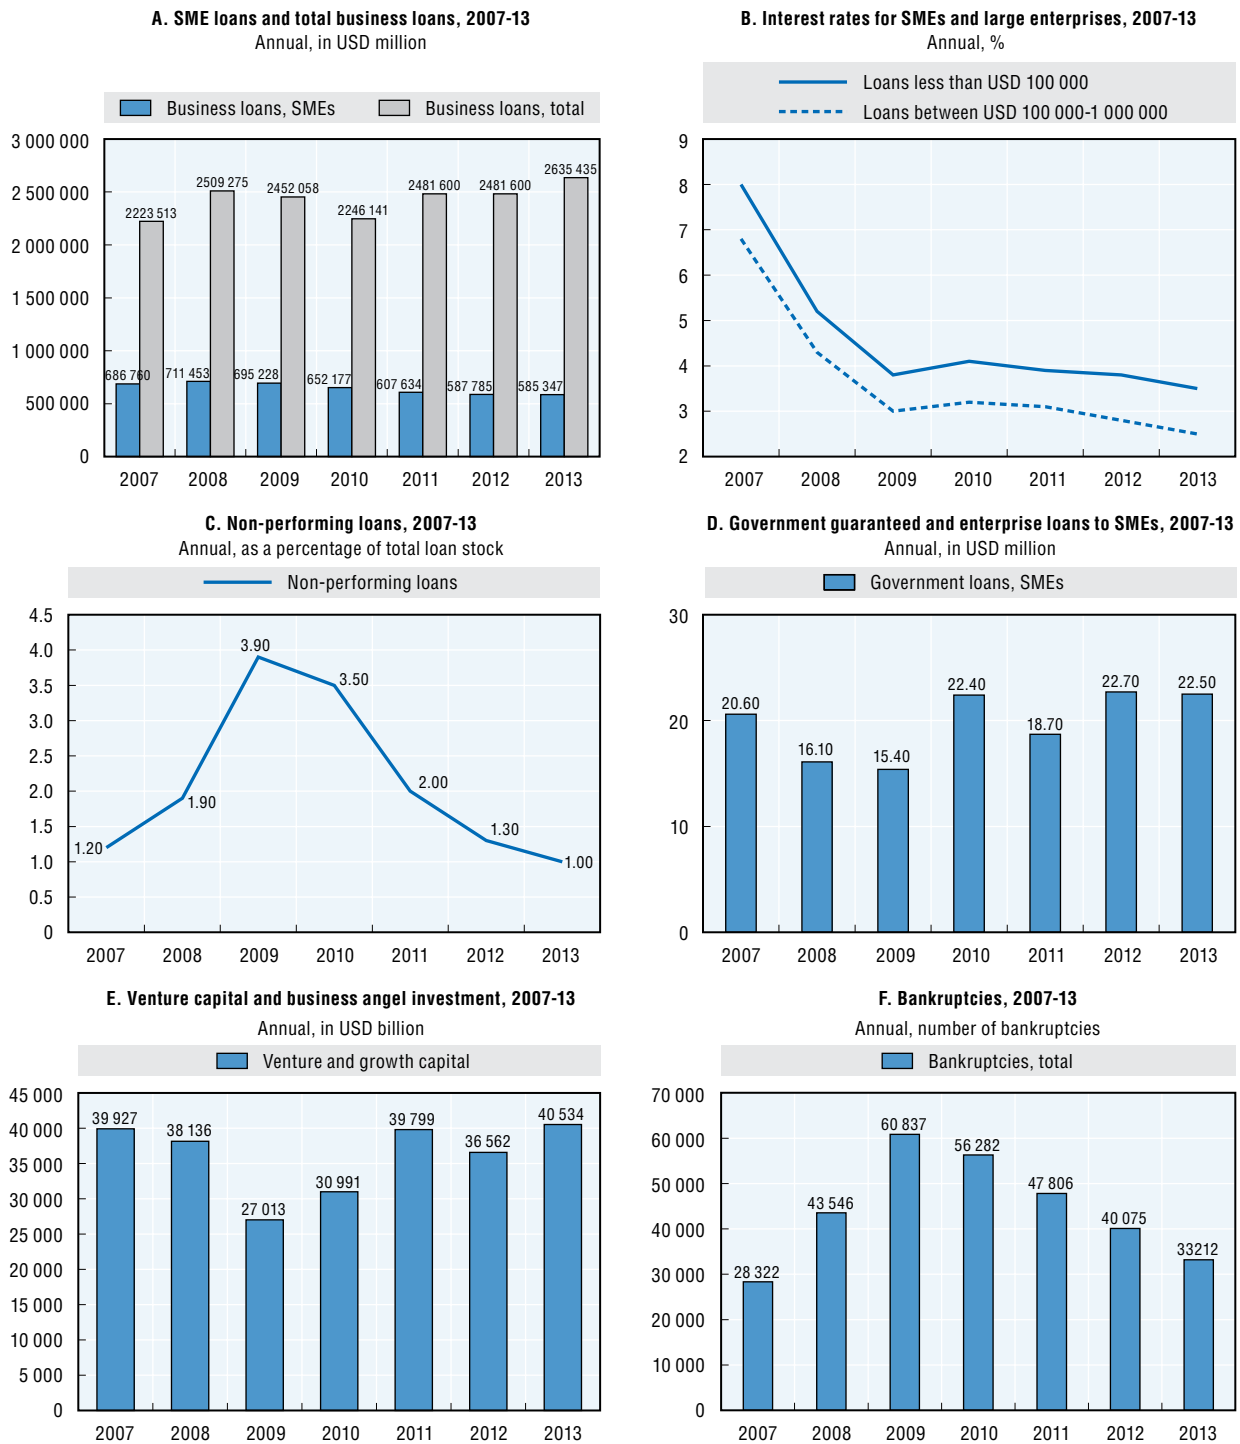 A. SME loans and total business loans, 2007-13
Annual, in USD million
Business loans, SMEs Business loans, total
3 000 000
2 500 000
2 000 000
1 500 000
1 000 000
500 000
0
2223 513
2509 275
2452 058
2246 141
2481 600
2481 600
2635 435
686 760
711 453
695 228
652 177
607 634
587 785
585 347
2007 2008 2009 2010 2011 2012 2013
B. Interest rates for SMEs and large enterprises, 2007-13
Annual, %
Loans less than USD 100 000
Loans between USD 100 000-1 000 000
9
8
7
6
5
4
3
2
2007 2008 2009 2010 2011 2012 2013
C. Non-performing loans, 2007-13
Annual, as a percentage of total loan stock
Non-performing loans
4.5
4.0
3.5
3.0
2.5
2.0
1.5
1.0
0.5
0
1.20
1.90
3.90
3.50
2.00
1.30
1.00
2007 2008 2009 2010 2011 2012 2013
D. Government guaranteed and enterprise loans to SMEs, 2007-13
Annual, in USD million
Government loans, SMEs
30
20
10
0
20.60
16.10
15.40
22.40
18.70
22.70
22.50
2007 2008 2009 2010 2011 2012 2013
E. Venture capital and business angel investment, 2007-13
Annual, in USD billion
Venture and growth capital
45 000
40 000
35 000
30 000
25 000
20 000
15 000
10 000
5 000
0
39 927
38 136
27 013
30 991
39 799
36 562
40 534
2007 2008 2009 2010 2011 2012 2013
F. Bankruptcies, 2007-13
Annual, number of bankruptcies
Bankruptcies, total
70 000
60 000
50 000
40 000
30 000
20 000
10 000
0
28 322
43 546
60 837
56 282
47 806
40 075
33212
2007 2008 2009 2010 2011 2012 2013